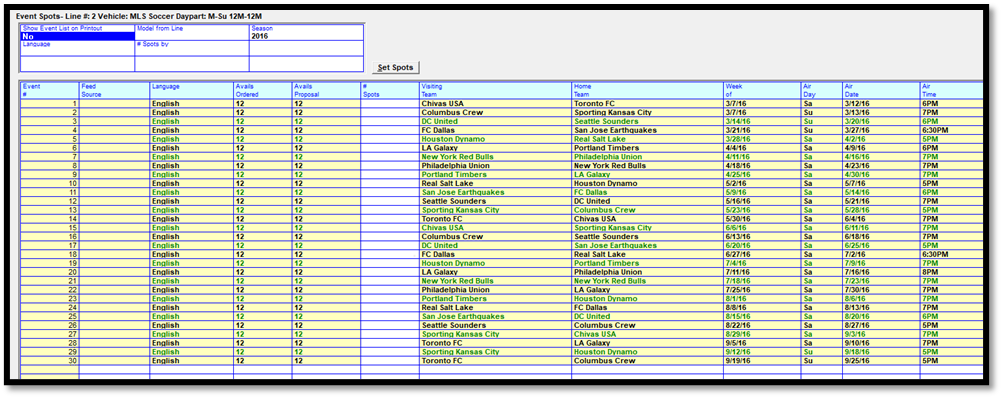 Event Spots- Line #: 2 Vehicle: MLS Soccer Daypart: M-Su 12M-12M
Show Event List on Printout Model from Line Season
No 2016
Language # Spots by
Set Spots
Event Feed Language Avails Avails # Visiting Home Week Air Air Air
# Source Ordered Proposal Spots Team Team of Day Date Time
1 English 12 12 Chivas USA Toronto FC 3/7/16 Sa 3/12/16 6PM
2 English 12 12 Columbus Crew Sporting Kansas City 3/7/16 Su 3/13/16 7PM
3 English 12 12 DC United Seattle Sounders 3/14/16 Su 3/20/16 6PM
4 English 12 12 FC Dallas San Jose Earthquakes 3/21/16 Su 3/27/16 6:30PM
5 English 12 12 Houston Dynamo Real Salt Lake 3/28/16 Sa 4/2/16 5PM
6 English 12 12 LA Galaxy Portland Timbers 4/4/16 Sa 4/9/16 6PM
7 English 12 12 New York Red Bulls Philadelphia Union 4/11/16 Sa 4/16/16 7PM
8 English 12 12 Philadelphia Union New York Red Bulls 4/18/16 Sa 4/23/16 7PM
9 English 12 12 Portland Timbers LA Galaxy 4/25/16 Sa 4/30/16 7PM
10 English 12 12 Real Salt Lake Houston Dynamo 5/2/16 Sa 5/7/16 5PM
11 English 12 12 San Jose Earthquakes FC Dallas 5/9/16 Sa 5/14/16 6PM
12 English 12 12 Seattle Sounders DC United 5/16/16 Sa 5/21/16 7PM
13 English 12 12 Sporting Kansas City Columbus Crew 5/23/16 Sa 5/28/16 5PM
14 English 12 12 Toronto FC Chivas USA 5/30/16 Sa 6/4/16 7PM
15 English 12 12 Chivas USA Sporting Kansas City 6/6/16 Sa 6/11/16 7PM
16 English 12 12 Columbus Crew Seattle Sounders 6/13/16 Sa 6/18/16 7PM
17 English 12 12 DC United San Jose Earthquakes 6/20/16 Sa 6/25/16 5PM
18 English 12 12 FC Dallas Real Salt Lake 6/27/16 Sa 7/2/16 6:30PM
19 English 12 12 Houston Dynamo Portland Timbers 7/4/16 Sa 7/9/16 7PM
20 English 12 12 LA Galaxy Philadelphia Union 7/11/16 Sa 7/16/16 8PM
21 English 12 12 New York Red Bulls New York Red Bulls 7/18/16 Sa 7/23/16 7PM
22 English 12 12 Philadelphia Union LA Galaxy 7/25/16 Sa 7/30/16 7PM
23 English 12 12 Portland Timbers Houston Dynamo 8/1/16 Sa 8/6/16 7PM
24 English 12 12 Real Salt Lake FC Dallas 8/8/16 Sa 8/13/16 7PM
25 English 12 12 San Jose Earthquakes DC United 8/15/16 Sa 8/20/16 6PM
26 English 12 12 Seattle Sounders Columbus Crew 8/22/16 Sa 8/27/16 5PM
27 English 12 12 Sporting Kansas City Chivas USA 8/29/16 Sa 9/3/16 7PM
28 English 12 12 Toronto FC LA Galaxy 9/5/16 Sa 9/10/16 7PM
29 English 12 12 Sporting Kansas City Houston Dynamo 9/12/16 Su 9/18/16 5PM
30 English 12 12 Toronto FC Columbus Crew 9/19/16 Su 9/25/16 5PM